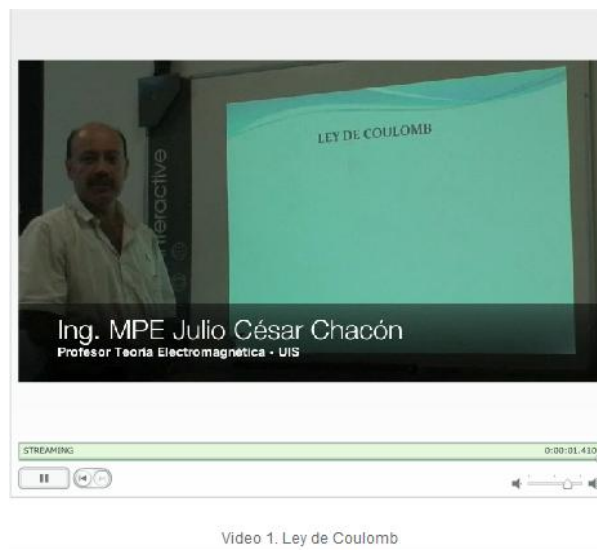 LEY DE COULOMB
interactive
Ing. MPE Julio César Chacón
Profesor Teoría Electromagnética - UIS
STREAMING 0:00:01.410
Video 1. Ley de Coulomb